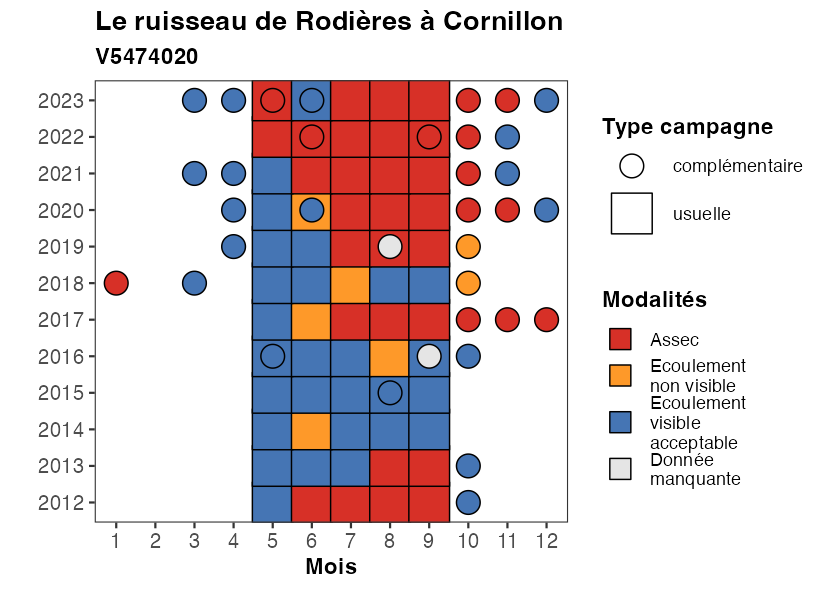 Le ruisseau de Rodières à Cornillon
V5474020
2023
2022
2021
2020
2019
2018
2017
2016
2015
2014
2013
2012
1 2 3 4 5 6 7 8 9 10 11 12
Mois
Type campagne
complémentaire
usuelle
Modalités
Assec
Ecoulement
non visible
Ecoulement
visible
acceptable
Donnée
manquante